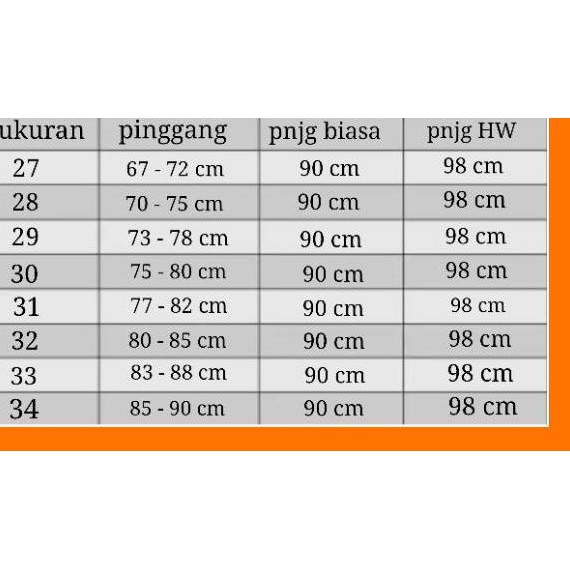 ukuran pinggang pnjg biasa pnjg HW
27 67 - 72 cm 90 cm 98 cm
28 70 - 75 cm 90 cm 98 cm
29 73 - 78 cm 90 cm 98 cm
30 75 - 80 cm 90 cm 98 cm
31 77 - 82 cm 90 cm 98 cm
32 80 - 85 cm 90 cm 98 cm
33 83 - 88 cm 90 cm 98 cm
34 85 - 90 cm 90 cm 98 cm